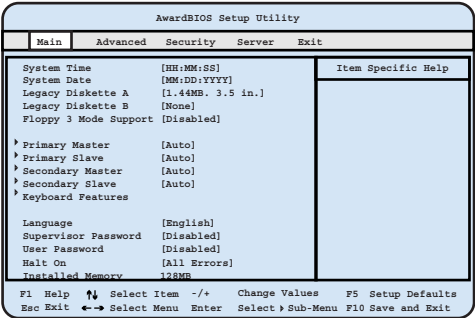 AwardBIOS Setup Utility
Main Advanced Security Server Exit
System Time [HH:MM:SS] Item Specific Help
System Date [MM:DD:YYYY]
Legacy Diskette A [1.44MB. 3.5 in.]
Legacy Diskette B [None]
Floppy 3 Mode Support [Disabled]
Primary Master [Auto]
Primary Slave [Auto]
Secondary Master [Auto]
Secondary Slave [Auto]
Keyboard Features
Language [English]
Supervisor Password [Disabled]
User Password [Disabled]
Halt On [All Errors]
Installed Memory 128MB
F1 Help ↑↓ Select Item -/+ Change Values F5 Setup Defaults
Esc Exit ←→ Select Menu Enter Select ▸ Sub-Menu F10 Save and Exit